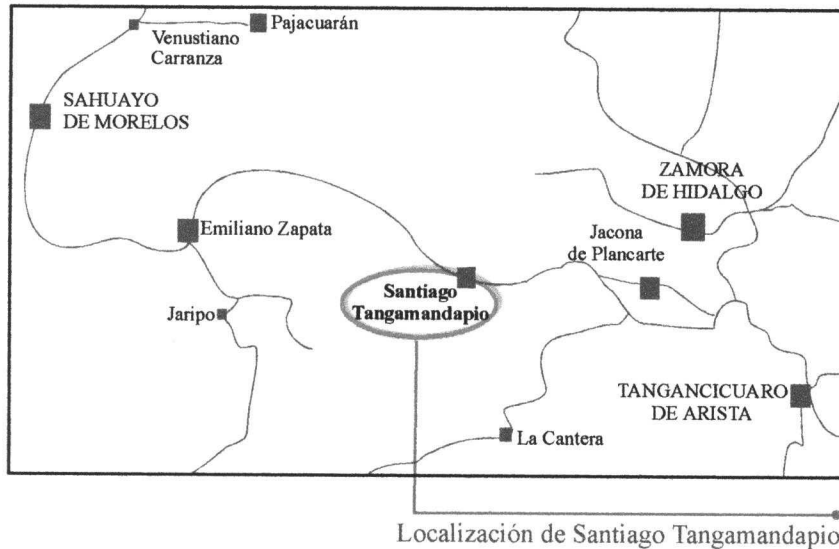 Venustiano
Carranza
Pajacuarán
SAHUAYO
DE MORELOS
ZAMORA
DE HIDALGO
Emiliano Zapata
Jacona
de Plancarte
Santiago
Tangamandapio
Jaripo
TANGANCICUARO
DE ARISTA
La Cantera
Localización de Santiago Tangamandapio